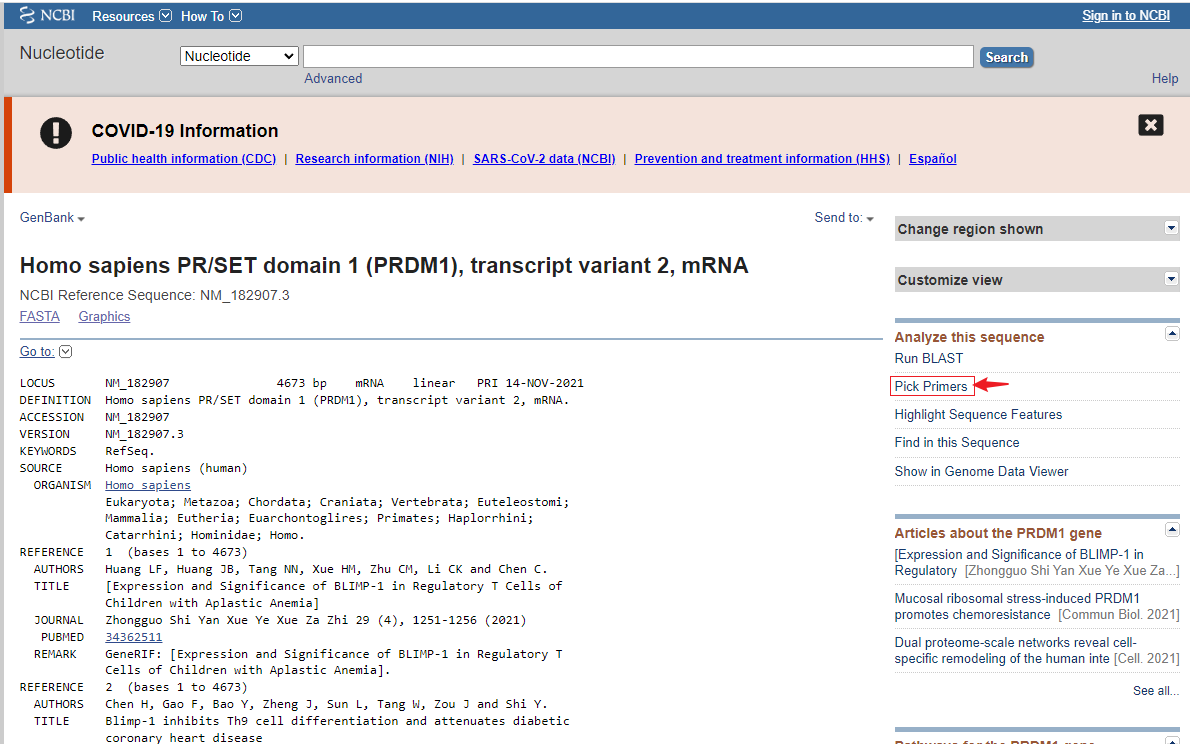 NCBI Resources How To Sign in to NCBI
Nucleotide Nucleotide Search
Advanced Help
COVID-19 Information
Public health information (CDC) | Research information (NIH) | SARS-CoV-2 data (NCBI) | Prevention and treatment information (HHS) | Español
GenBank Send to:
Homo sapiens PR/SET domain 1 (PRDM1), transcript variant 2, mRNA
NCBI Reference Sequence: NM_182907.3
FASTA Graphics
Go to:
LOCUS NM_182907 4673 bp mRNA linear PRI 14-NOV-2021
DEFINITION Homo sapiens PR/SET domain 1 (PRDM1), transcript variant 2, mRNA.
ACCESSION NM_182907
VERSION NM_182907.3
KEYWORDS RefSeq.
SOURCE Homo sapiens (human)
ORGANISM Homo sapiens
Eukaryota; Metazoa; Chordata; Craniata; Vertebrata; Euteleostomi;
Mammalia; Eutheria; Euarchontoglires; Primates; Haplorrhini;
Catarrhini; Hominidae; Homo.
REFERENCE 1 (bases 1 to 4673)
AUTHORS Huang LF, Huang JB, Tang NN, Xue HM, Zhu CM, Li CK and Chen C.
TITLE [Expression and Significance of BLIMP-1 in Regulatory T Cells of
Children with Aplastic Anemia]
JOURNAL Zhongguo Shi Yan Xue Ye Xue Za Zhi 29 (4), 1251-1256 (2021)
PUBMED 34362511
REMARK GeneRIF: [Expression and Significance of BLIMP-1 in Regulatory T
Cells of Children with Aplastic Anemia].
REFERENCE 2 (bases 1 to 4673)
AUTHORS Chen H, Gao F, Bao Y, Zheng J, Sun L, Tang W, Zou J and Shi Y.
TITLE Blimp-1 inhibits Th9 cell differentiation and attenuates diabetic
coronary heart disease
Change region shown
Customize view
Analyze this sequence
Run BLAST
Pick Primers
Highlight Sequence Features
Find in this Sequence
Show in Genome Data Viewer
Articles about the PRDM1 gene
[Expression and Significance of BLIMP-1 in
Regulatory [Zhongguo Shi Yan Xue Ye Xue Za...]
Mucosal ribosomal stress-induced PRDM1
promotes chemoresistance [Commun Biol. 2021]
Dual proteome-scale networks reveal cell-
specific remodeling of the human inte [Cell. 2021]
See all...
Pathways for the PRDM1 gene